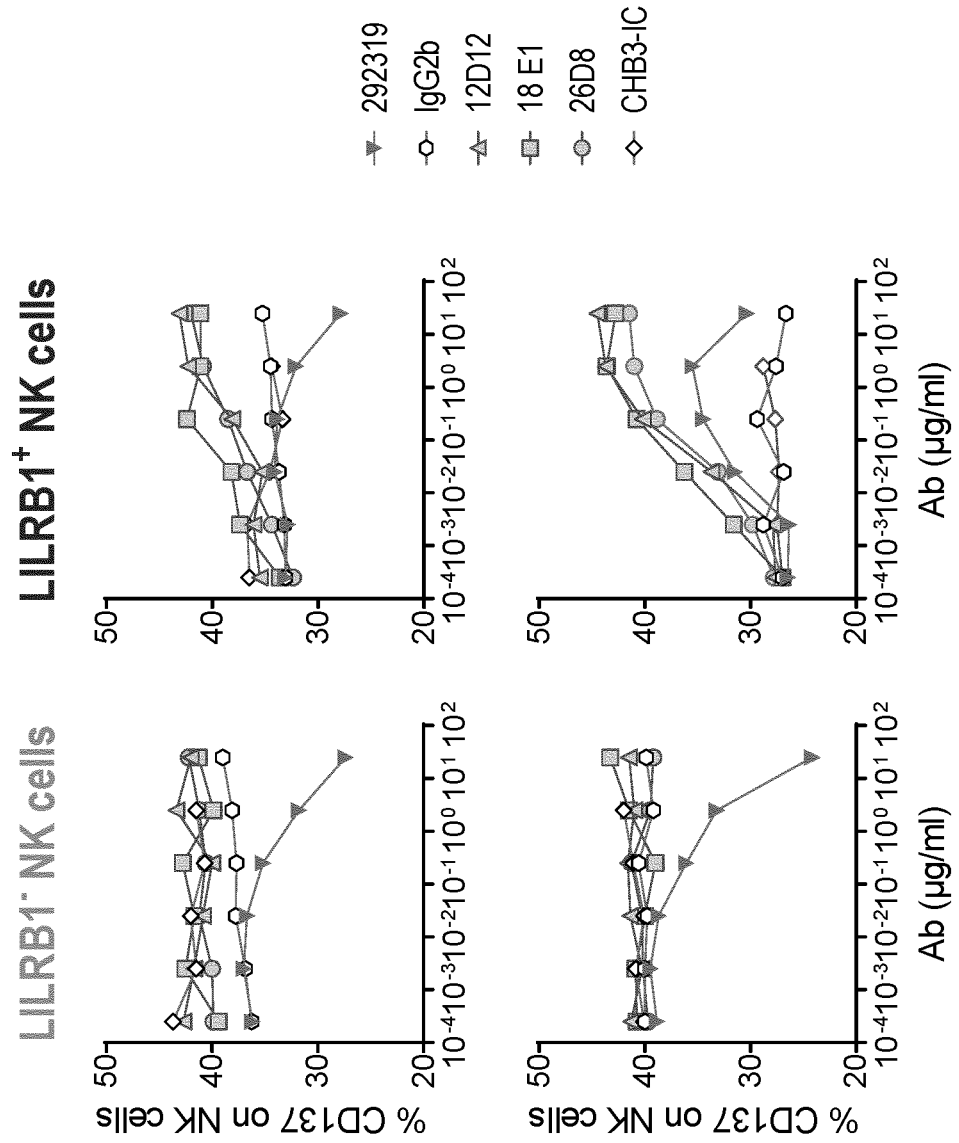 LILRB1⁻ NK cells
LILRB1⁺ NK cells
% CD137 on NK cells
50
40
30
20
10⁻⁴ 10⁻³ 10⁻² 10⁻¹ 10⁰ 10¹ 10²
50
40
30
20
10⁻⁴ 10⁻³ 10⁻² 10⁻¹ 10⁰ 10¹ 10²
% CD137 on NK cells
50
40
30
20
10⁻⁴ 10⁻³ 10⁻² 10⁻¹ 10⁰ 10¹ 10²
Ab (µg/ml)
50
40
30
20
10⁻⁴ 10⁻³ 10⁻² 10⁻¹ 10⁰ 10¹ 10²
Ab (µg/ml)
292319
IgG2b
12D12
18 E1
26D8
CHB3-IC